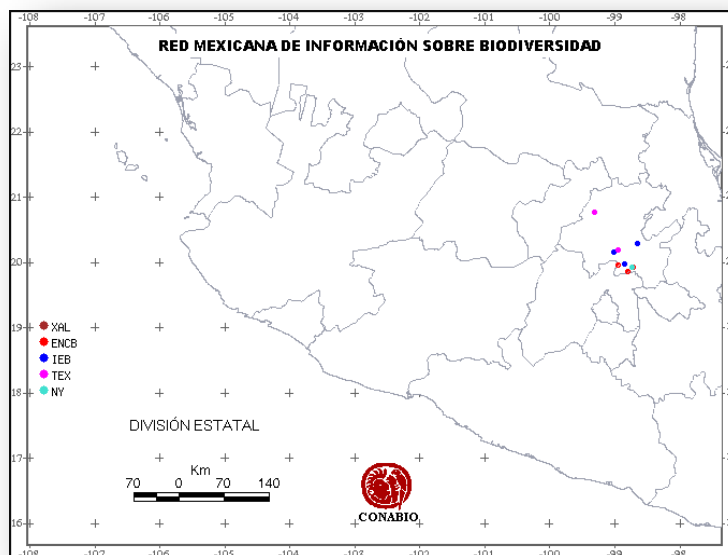 -108 -107 -106 -105 -104 -103 -102 -101 -100 -99 -98
RED MEXICANA DE INFORMACIÓN SOBRE BIODIVERSIDAD
23
22
21
20
19
XAL
ENCB
IEB
TEX
NY
18
DIVISIÓN ESTATAL
17
Km
70 0 70 140
CONABIO
16
-108 -107 -106 -105 -104 -103 -102 -101 -100 -99 -98